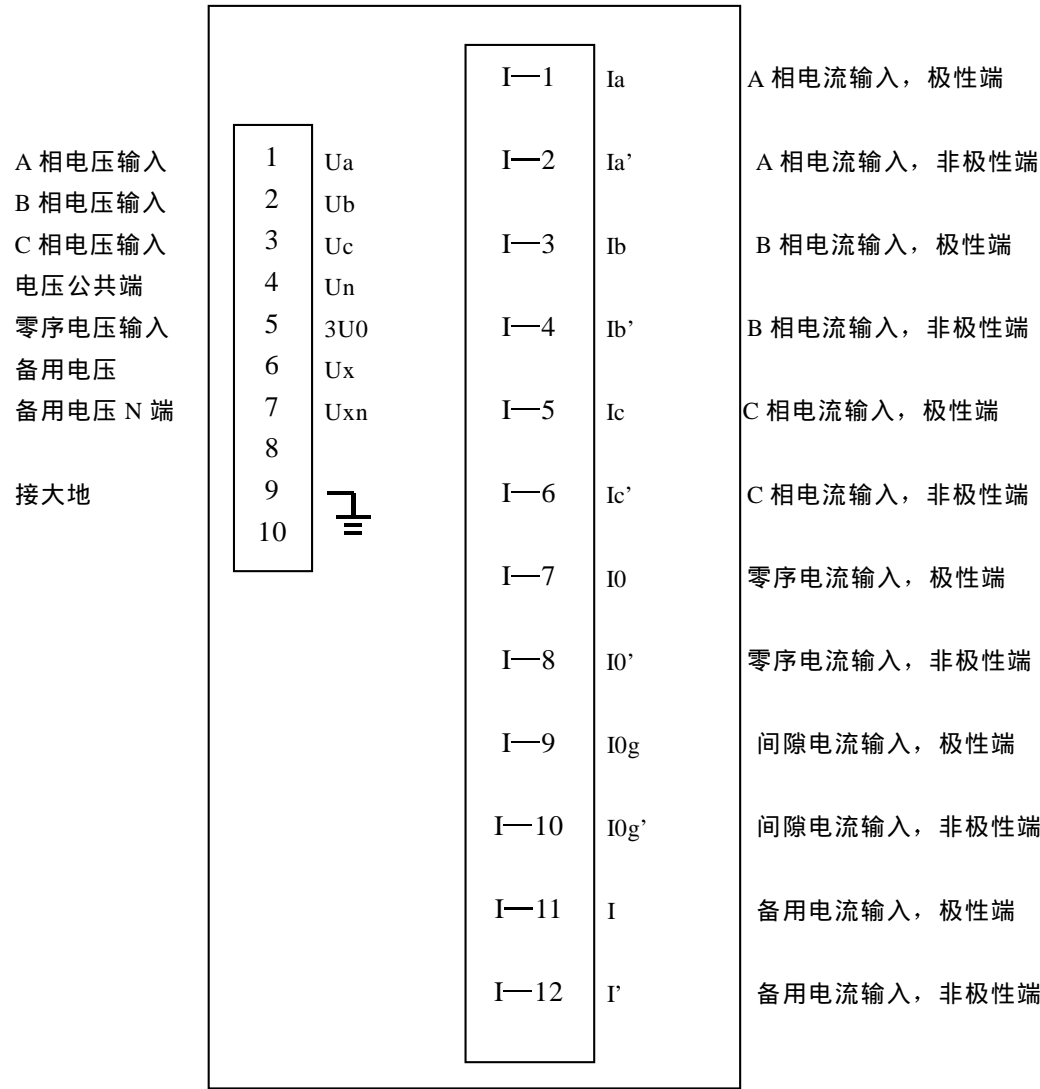 I—1 Ia A 相电流输入，极性端
A 相电压输入 1 Ua I—2 Ia’ A 相电流输入，非极性端
B 相电压输入 2 Ub
C 相电压输入 3 Uc I—3 Ib B 相电流输入，极性端
电压公共端 4 Un
零序电压输入 5 3U0 I—4 Ib’ B 相电流输入，非极性端
备用电压 6 Ux
备用电压 N 端 7 Uxn I—5 Ic C 相电流输入，极性端
8
接大地 9 I—6 Ic’ C 相电流输入，非极性端
10
I—7 I0 零序电流输入，极性端
I—8 I0’ 零序电流输入，非极性端
I—9 I0g 间隙电流输入，极性端
I—10 I0g’ 间隙电流输入，非极性端
I—11 I 备用电流输入，极性端
I—12 I’ 备用电流输入，非极性端